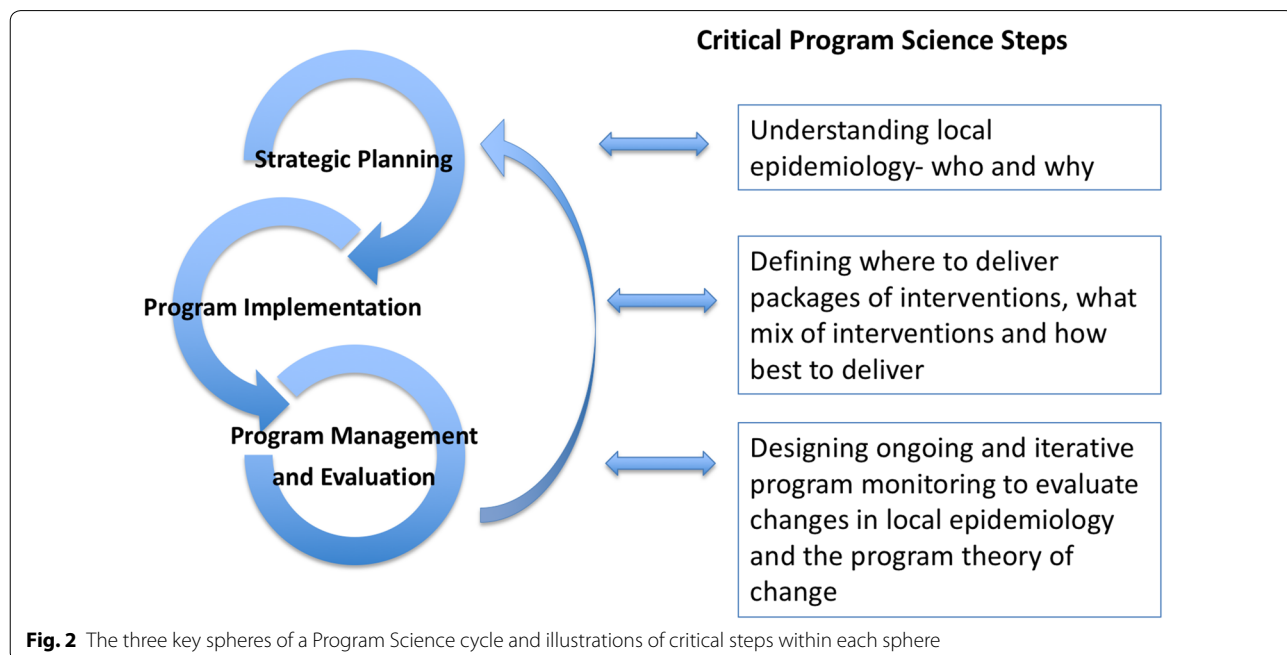 Critical Program Science Steps
Strategic Planning
Understanding local
epidemiology- who and why
Program Implementation
Defining where to deliver
packages of interventions, what
mix of interventions and how
best to deliver
Program Management
and Evaluation
Designing ongoing and iterative
program monitoring to evaluate
changes in local epidemiology
and the program theory of
change
Fig. 2 The three key spheres of a Program Science cycle and illustrations of critical steps within each sphere